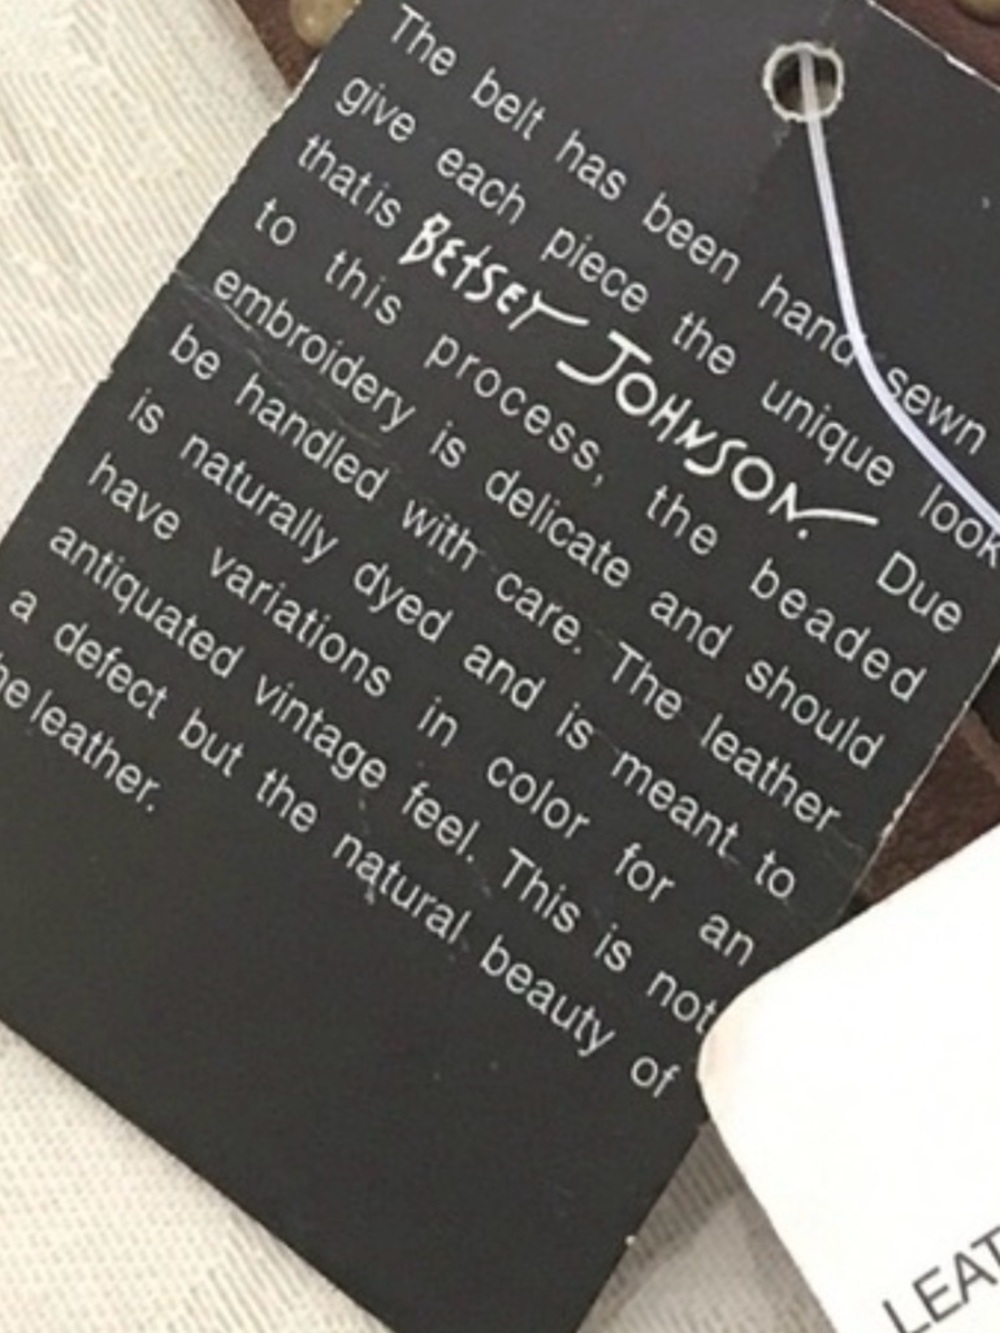 The belt has been hand sewn
give each piece the unique look
that is BETSEY JOHNSON. Due
to this process, the beaded
embroidery is delicate and should
be handled with care. The leather
is naturally dyed and is meant to
have variations in color for an
antiquated vintage feel. This is not
a defect but the natural beauty of
he leather.
LEAT